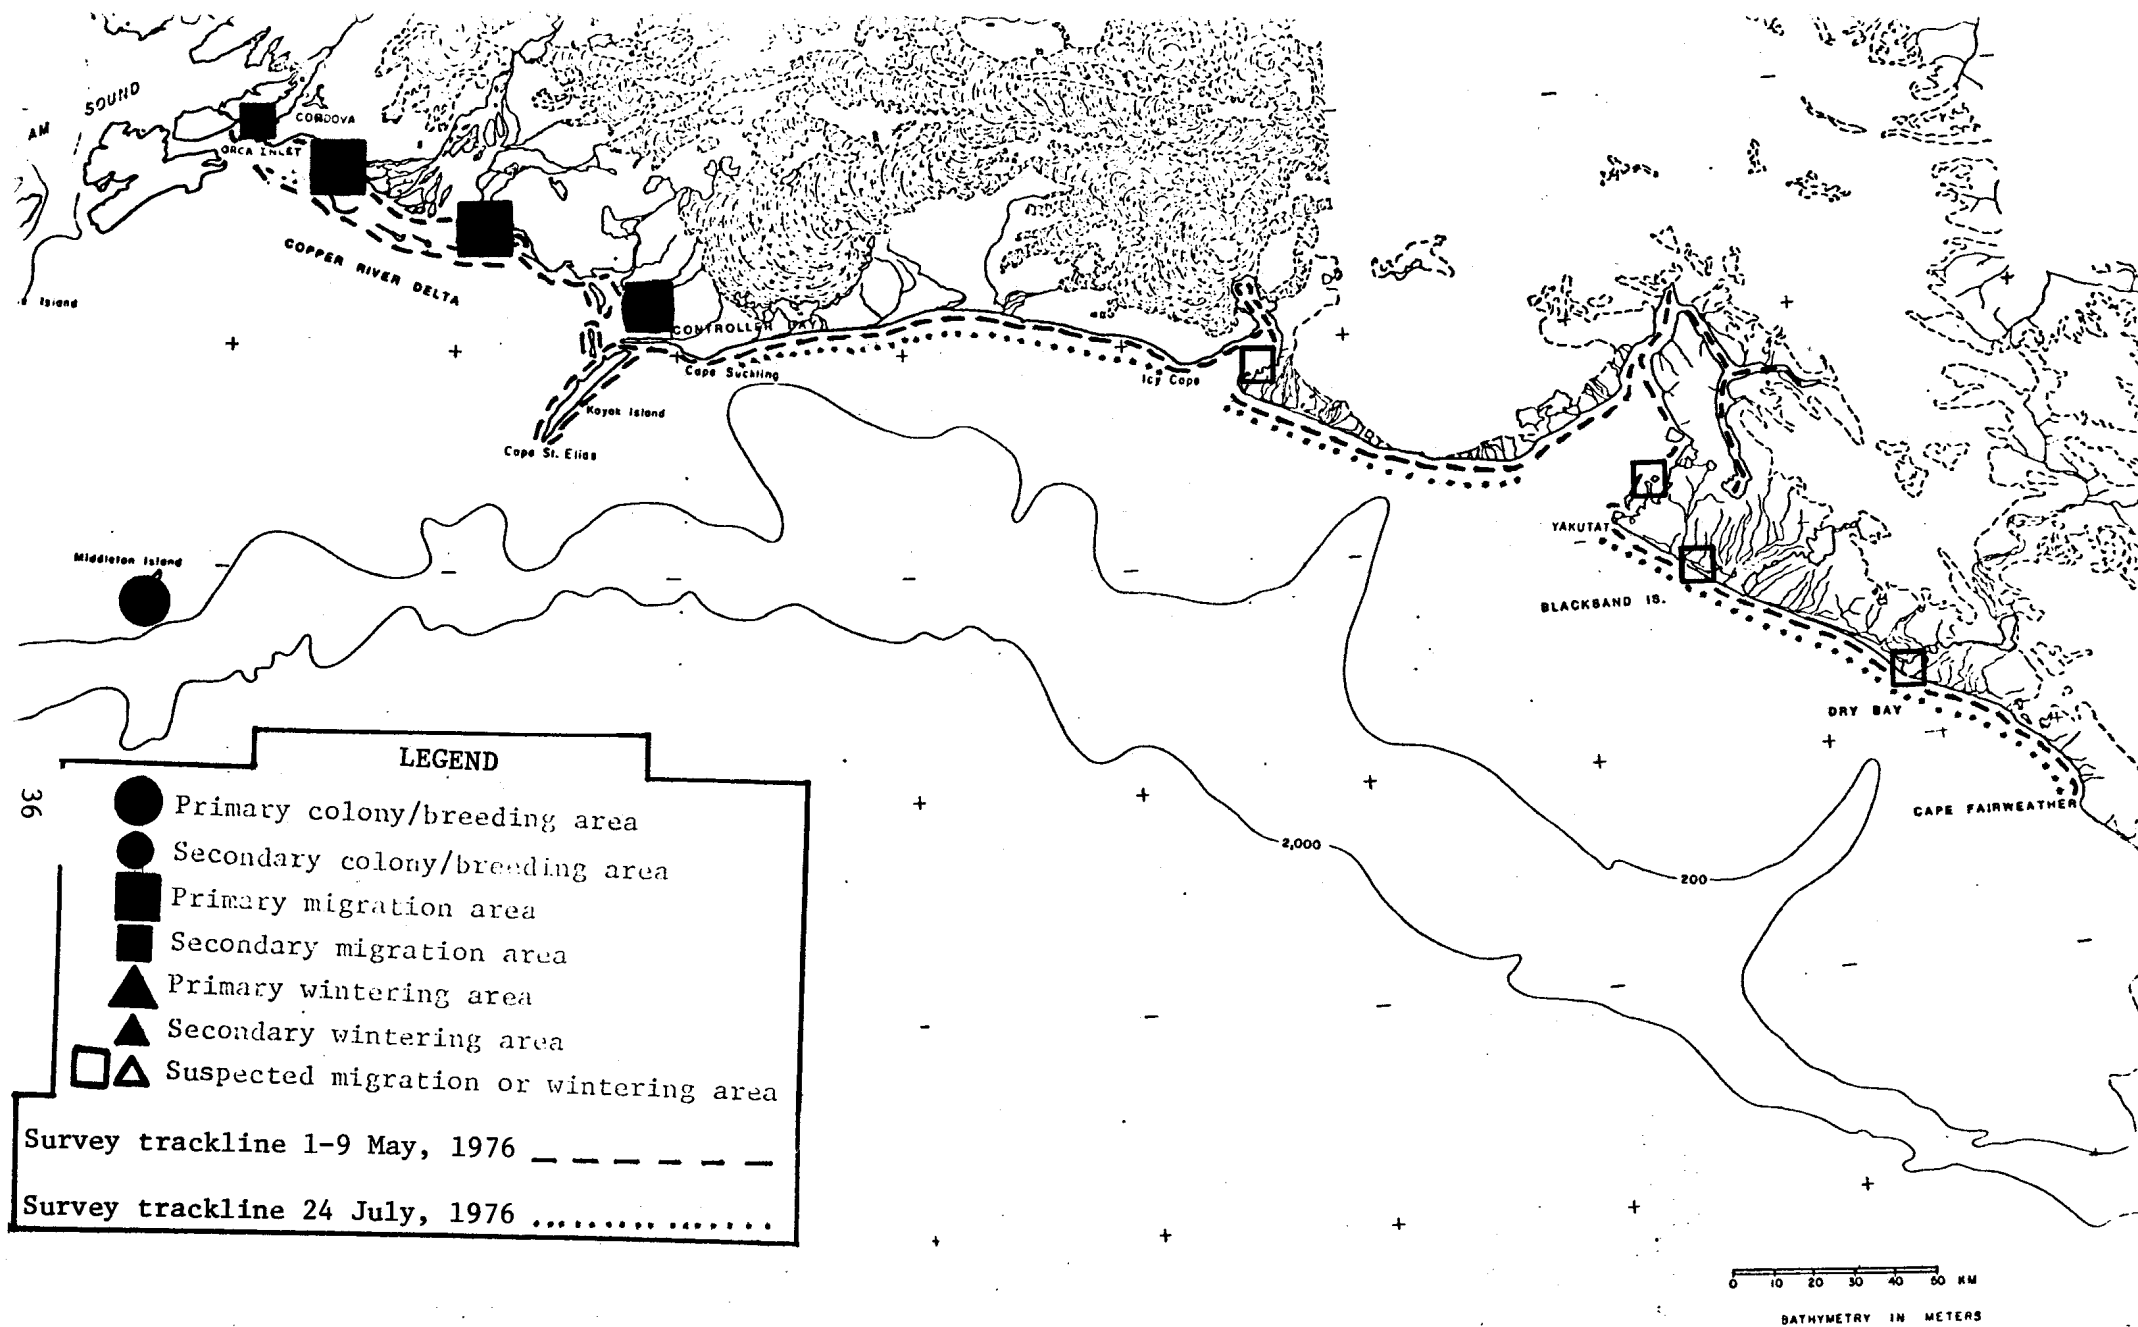 SOUND
AM
CORDOVA
ORCA INLET
COPPER RIVER DELTA
Island
CONTROLLER BAY
Cape Suckling
Icy Cape
Kayak Island
Cape St. Elias
Middleton Island
YAKUTAT
BLACKSAND IS.
DRY BAY
CAPE FAIRWEATHER
2,000
200
36
LEGEND
Primary colony/breeding area
Secondary colony/breeding area
Primary migration area
Secondary migration area
Primary wintering area
Secondary wintering area
Suspected migration or wintering area
Survey trackline 1-9 May, 1976
Survey trackline 24 July, 1976
0 10 20 30 40 50 KM
BATHYMETRY IN METERS